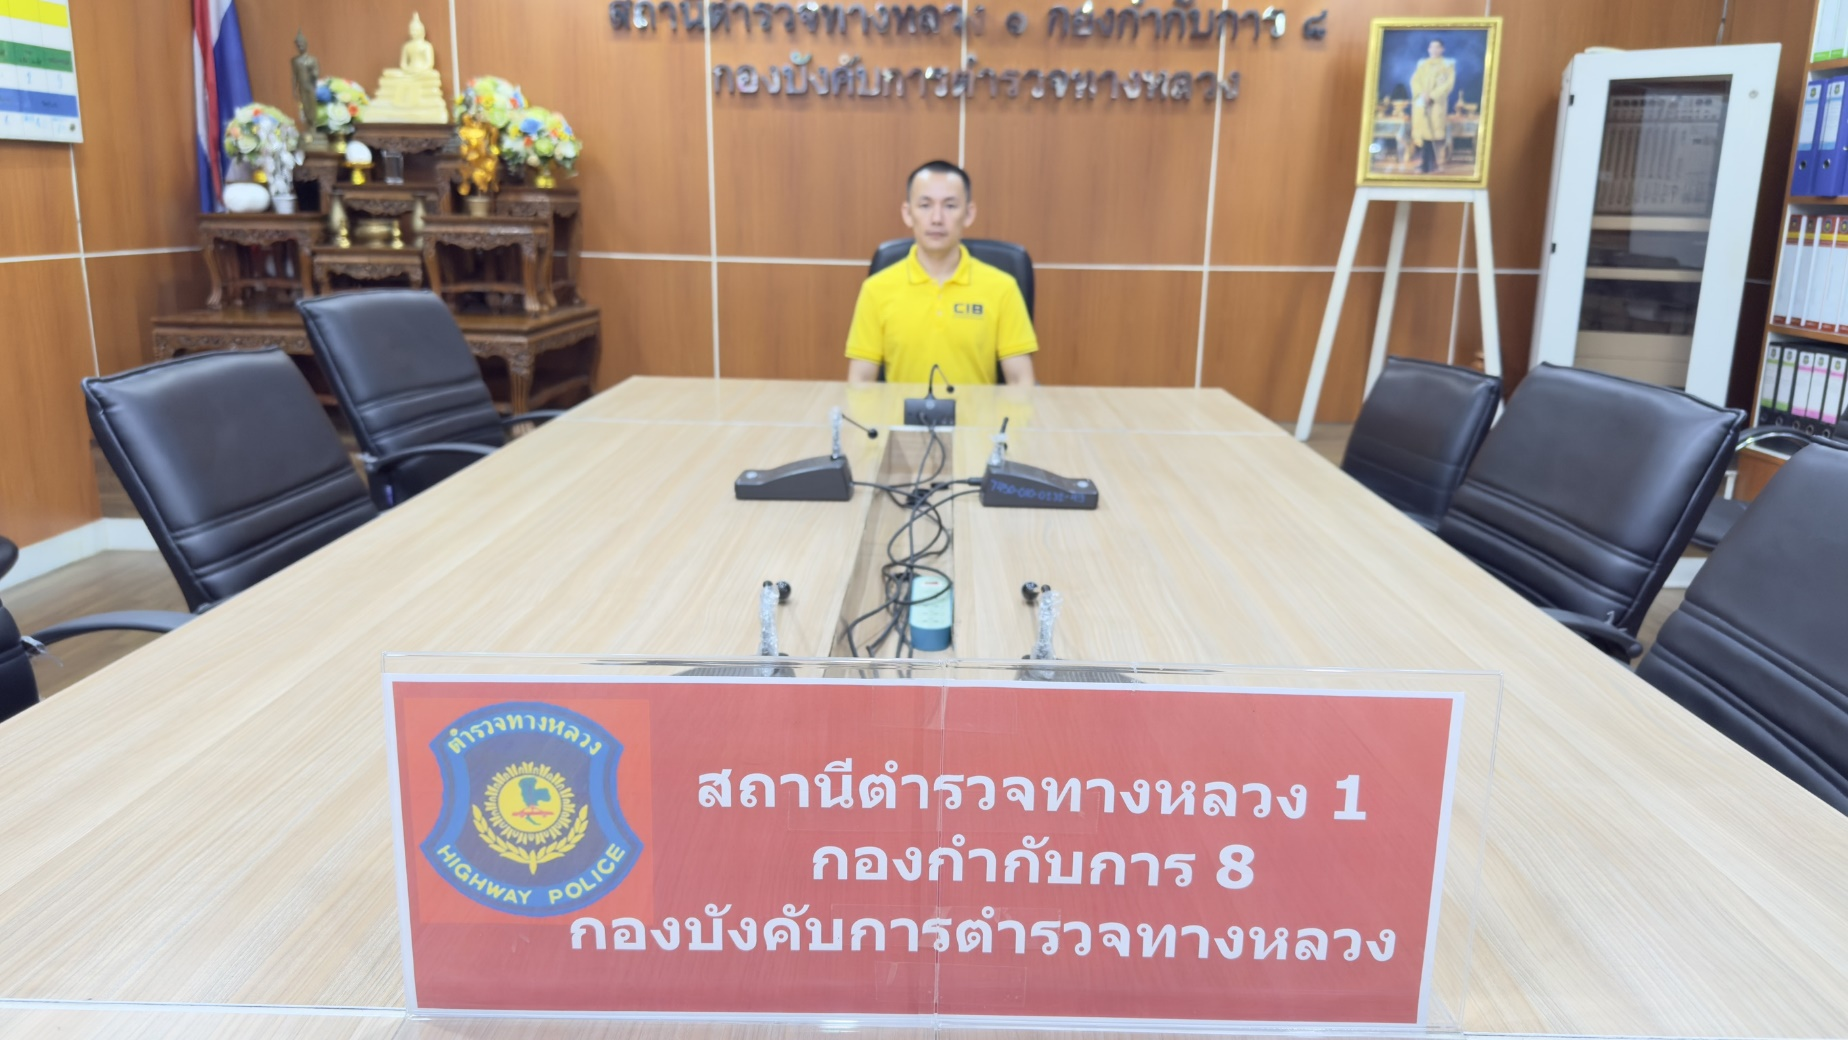 สถานีตำรวจทางหลวง ๑ กองกำกับการ ๘
กองบังคับการตำรวจทางหลวง
CIB
7450-010-0131-43
ตำรวจทางหลวง
HIGHWAY POLICE
สถานีตำรวจทางหลวง 1
กองกำกับการ 8
กองบังคับการตำรวจทางหลวง